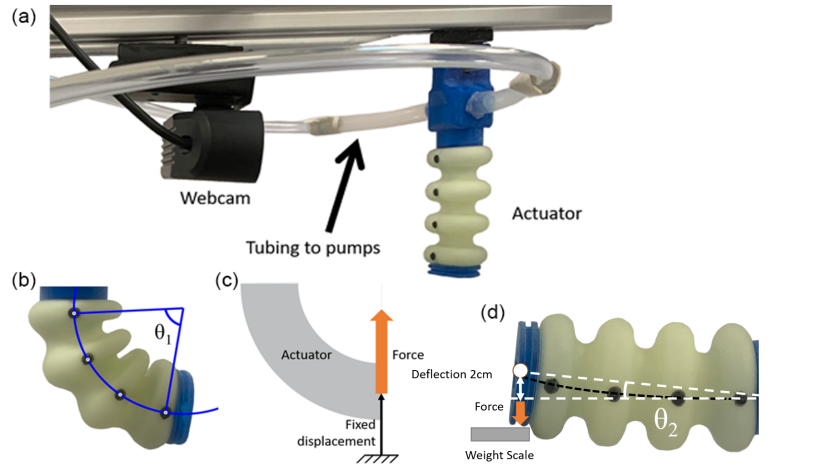 (a)
Webcam
Tubing to pumps
Actuator
(b)
θ1
(c)
Actuator
Force
Fixed
displacement
(d)
Deflection 2cm
Force
θ2
Weight Scale